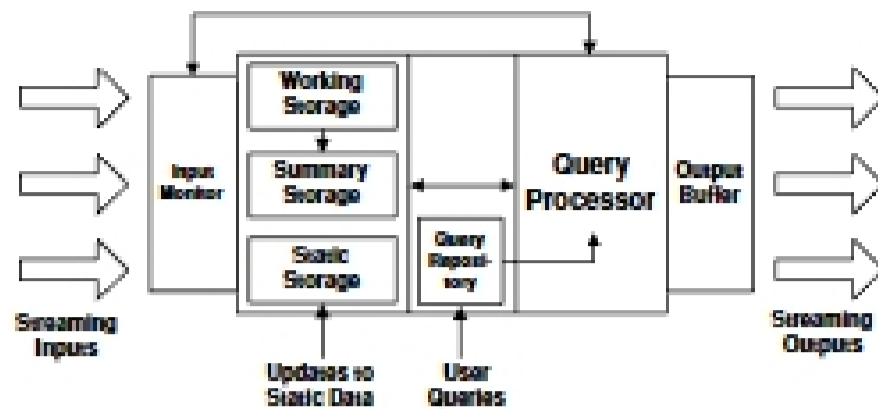 Working
Storage
Input
Monitor
Summary
Storage
Static
Storage
Query
Reposi-
tory
Query
Processor
Output
Buffer
Streaming
Inputs
Updates to
Static Data
User
Queries
Streaming
Outputs